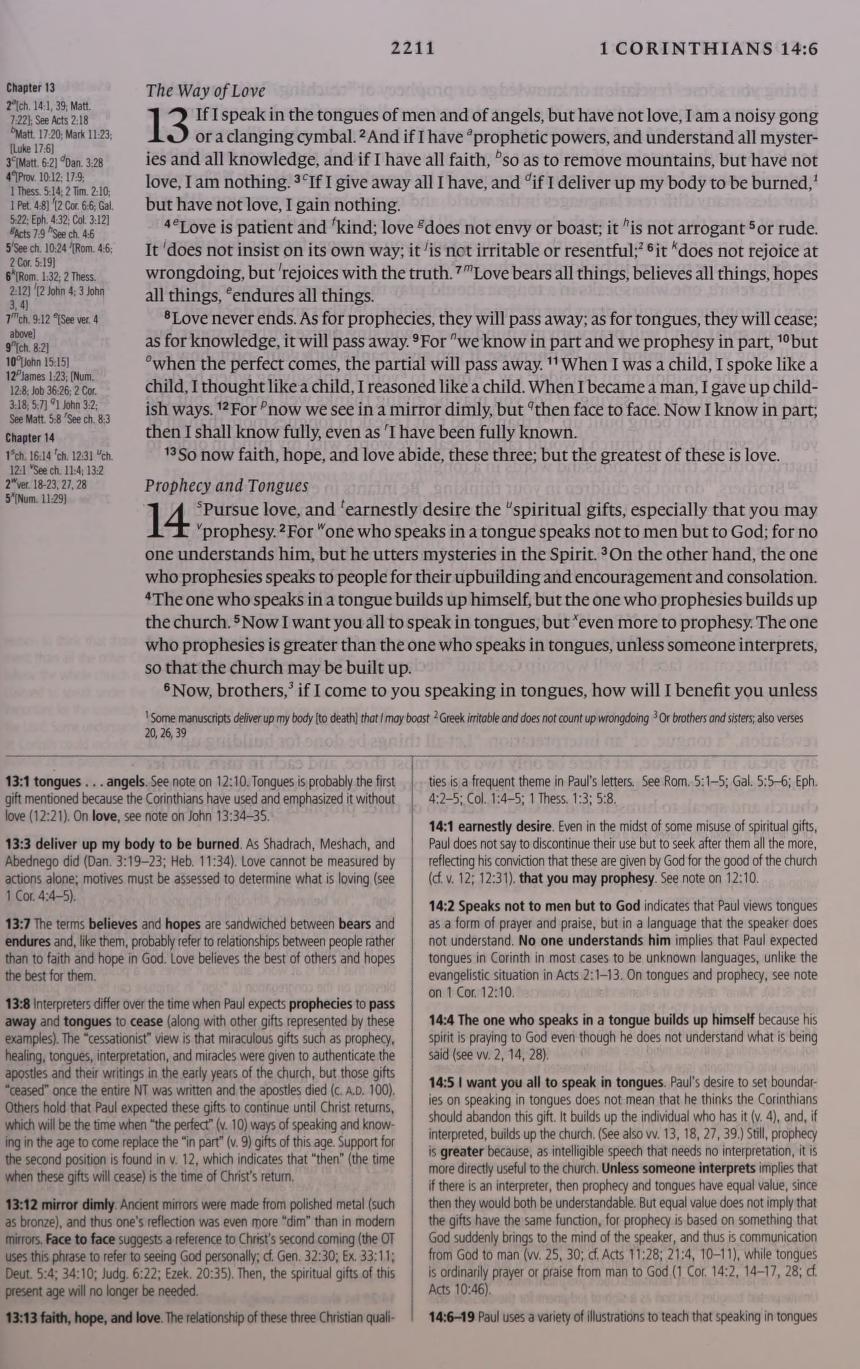 2211
1 CORINTHIANS 14:6
Chapter 13
2ᵃ[ch. 14:1, 39; Matt.
7:22]; See Acts 2:18
ᵇMatt. 17:20; Mark 11:23;
[Luke 17:6]
3ᶜ[Matt. 6:2] ᵈDan. 3:28
4ᵉ[Prov. 10:12; 17:9;
1 Thess. 5:14; 2 Tim. 2:10;
1 Pet. 4:8] ᶠ[2 Cor. 6:6; Gal.
5:22; Eph. 4:32; Col. 3:12]
ᵍActs 7:9 ʰSee ch. 4:6
5ⁱSee ch. 10:24 ʲ[Rom. 4:6;
2 Cor. 5:19]
6ᵏ[Rom. 1:32; 2 Thess.
2:12] ˡ[2 John 4; 3 John
3, 4]
7ᵐch. 9:12 ᵉ[See ver. 4
above]
9ⁿ[ch. 8:2]
10ᵒ[John 15:15]
12ᵖJames 1:23; [Num.
12:8; Job 36:26; 2 Cor.
3:18; 5:7] ᑫ1 John 3:2;
See Matt. 5:8 ʳSee ch. 8:3
Chapter 14
1ˢch. 16:14 ᵗch. 12:31 ᵘch.
12:1 ᵛSee ch. 11:4; 13:2
2ʷver. 18-23, 27, 28
5ˣ[Num. 11:29]
The Way of Love
13 If I speak in the tongues of men and of angels, but have not love, I am a noisy gong
or a clanging cymbal. ²And if I have ᵃprophetic powers, and understand all myster-
ies and all knowledge, and if I have all faith, ᵇso as to remove mountains, but have not
love, I am nothing. ³ᶜIf I give away all I have, and ᵈif I deliver up my body to be burned,¹
but have not love, I gain nothing.
⁴ᵉLove is patient and ᶠkind; love ᵍdoes not envy or boast; it ʰis not arrogant ⁵or rude.
It ⁱdoes not insist on its own way; it ʲis not irritable or resentful;² ⁶it ᵏdoes not rejoice at
wrongdoing, but ˡrejoices with the truth. ⁷ᵐLove bears all things, believes all things, hopes
all things, ᵉendures all things.
⁸Love never ends. As for prophecies, they will pass away; as for tongues, they will cease;
as for knowledge, it will pass away. ⁹For ⁿwe know in part and we prophesy in part, ¹⁰but
ᵒwhen the perfect comes, the partial will pass away. ¹¹When I was a child, I spoke like a
child, I thought like a child, I reasoned like a child. When I became a man, I gave up child-
ish ways. ¹²For ᵖnow we see in a mirror dimly, but ᑫthen face to face. Now I know in part;
then I shall know fully, even as ʳI have been fully known.
¹³So now faith, hope, and love abide, these three; but the greatest of these is love.
Prophecy and Tongues
14 ˢPursue love, and ᵗearnestly desire the ᵘspiritual gifts, especially that you may
ᵛprophesy. ²For ʷone who speaks in a tongue speaks not to men but to God; for no
one understands him, but he utters mysteries in the Spirit. ³On the other hand, the one
who prophesies speaks to people for their upbuilding and encouragement and consolation.
⁴The one who speaks in a tongue builds up himself, but the one who prophesies builds up
the church. ⁵Now I want you all to speak in tongues, but ˣeven more to prophesy. The one
who prophesies is greater than the one who speaks in tongues, unless someone interprets,
so that the church may be built up.
⁶Now, brothers,³ if I come to you speaking in tongues, how will I benefit you unless
¹ Some manuscripts deliver up my body [to death] that I may boast ² Greek irritable and does not count up wrongdoing ³ Or brothers and sisters; also verses
20, 26, 39
13:1 tongues . . . angels. See note on 12:10. Tongues is probably the first
gift mentioned because the Corinthians have used and emphasized it without
love (12:21). On love, see note on John 13:34–35.
13:3 deliver up my body to be burned. As Shadrach, Meshach, and
Abednego did (Dan. 3:19–23; Heb. 11:34). Love cannot be measured by
actions alone; motives must be assessed to determine what is loving (see
1 Cor. 4:4–5).
13:7 The terms believes and hopes are sandwiched between bears and
endures and, like them, probably refer to relationships between people rather
than to faith and hope in God. Love believes the best of others and hopes
the best for them.
13:8 Interpreters differ over the time when Paul expects prophecies to pass
away and tongues to cease (along with other gifts represented by these
examples). The "cessationist" view is that miraculous gifts such as prophecy,
healing, tongues, interpretation, and miracles were given to authenticate the
apostles and their writings in the early years of the church, but those gifts
"ceased" once the entire NT was written and the apostles died (c. A.D. 100).
Others hold that Paul expected these gifts to continue until Christ returns,
which will be the time when "the perfect" (v. 10) ways of speaking and know-
ing in the age to come replace the "in part" (v. 9) gifts of this age. Support for
the second position is found in v. 12, which indicates that "then" (the time
when these gifts will cease) is the time of Christ's return.
13:12 mirror dimly. Ancient mirrors were made from polished metal (such
as bronze), and thus one's reflection was even more "dim" than in modern
mirrors. Face to face suggests a reference to Christ's second coming (the OT
uses this phrase to refer to seeing God personally; cf. Gen. 32:30; Ex. 33:11;
Deut. 5:4; 34:10; Judg. 6:22; Ezek. 20:35). Then, the spiritual gifts of this
present age will no longer be needed.
13:13 faith, hope, and love. The relationship of these three Christian quali-
ties is a frequent theme in Paul's letters. See Rom. 5:1–5; Gal. 5:5–6; Eph.
4:2–5; Col. 1:4–5; 1 Thess. 1:3; 5:8.
14:1 earnestly desire. Even in the midst of some misuse of spiritual gifts,
Paul does not say to discontinue their use but to seek after them all the more,
reflecting his conviction that these are given by God for the good of the church
(cf. v. 12; 12:31). that you may prophesy. See note on 12:10.
14:2 Speaks not to men but to God indicates that Paul views tongues
as a form of prayer and praise, but in a language that the speaker does
not understand. No one understands him implies that Paul expected
tongues in Corinth in most cases to be unknown languages, unlike the
evangelistic situation in Acts 2:1–13. On tongues and prophecy, see note
on 1 Cor. 12:10.
14:4 The one who speaks in a tongue builds up himself because his
spirit is praying to God even though he does not understand what is being
said (see vv. 2, 14, 28).
14:5 I want you all to speak in tongues. Paul's desire to set boundar-
ies on speaking in tongues does not mean that he thinks the Corinthians
should abandon this gift. It builds up the individual who has it (v. 4), and, if
interpreted, builds up the church. (See also vv. 13, 18, 27, 39.) Still, prophecy
is greater because, as intelligible speech that needs no interpretation, it is
more directly useful to the church. Unless someone interprets implies that
if there is an interpreter, then prophecy and tongues have equal value, since
then they would both be understandable. But equal value does not imply that
the gifts have the same function, for prophecy is based on something that
God suddenly brings to the mind of the speaker, and thus is communication
from God to man (vv. 25, 30; cf. Acts 11:28; 21:4, 10–11), while tongues
is ordinarily prayer or praise from man to God (1 Cor. 14:2, 14–17, 28; cf.
Acts 10:46).
14:6–19 Paul uses a variety of illustrations to teach that speaking in tongues